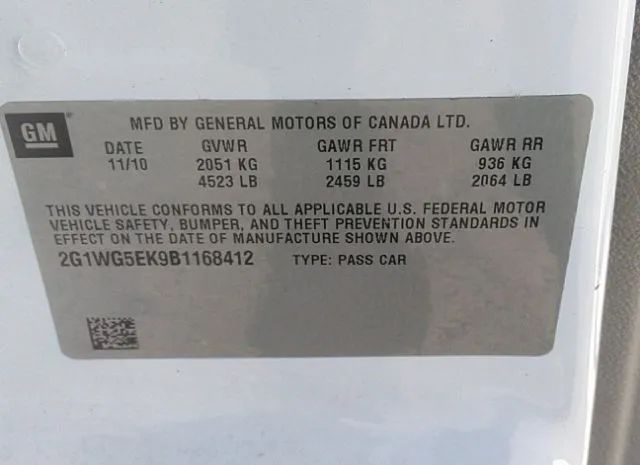 GM
MFD BY GENERAL MOTORS OF CANADA LTD.
DATE GVWR GAWR FRT GAWR RR
11/10 2051 KG 1115 KG 936 KG
4523 LB 2459 LB 2064 LB
THIS VEHICLE CONFORMS TO ALL APPLICABLE U.S. FEDERAL MOTOR
VEHICLE SAFETY, BUMPER, AND THEFT PREVENTION STANDARDS IN
EFFECT ON THE DATE OF MANUFACTURE SHOWN ABOVE.
2G1WG5EK9B1168412 TYPE: PASS CAR